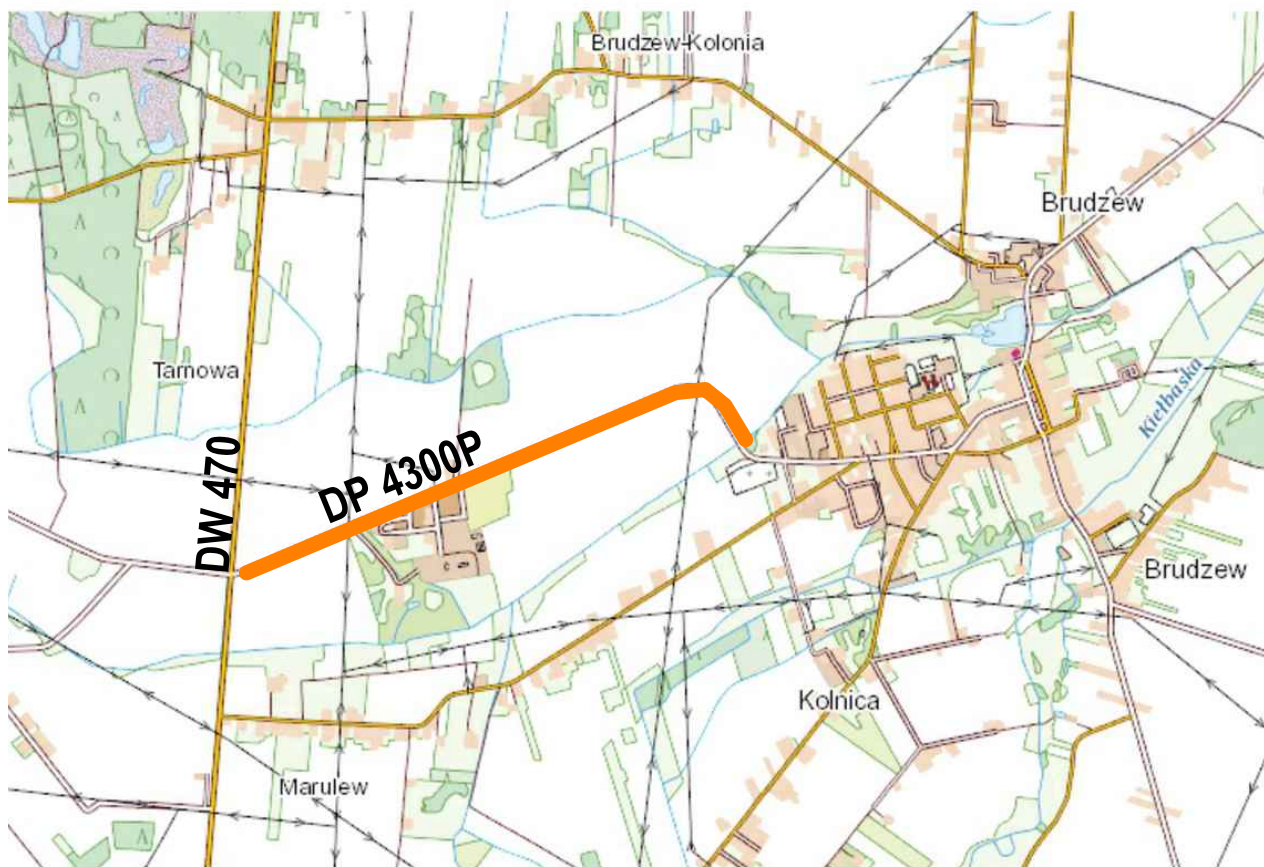 Brudzew-Kolonia
Brudzew
Tarnowa
Kiełbaska
DW 470
DP 4300P
Brudzew
Kolnica
Marulew